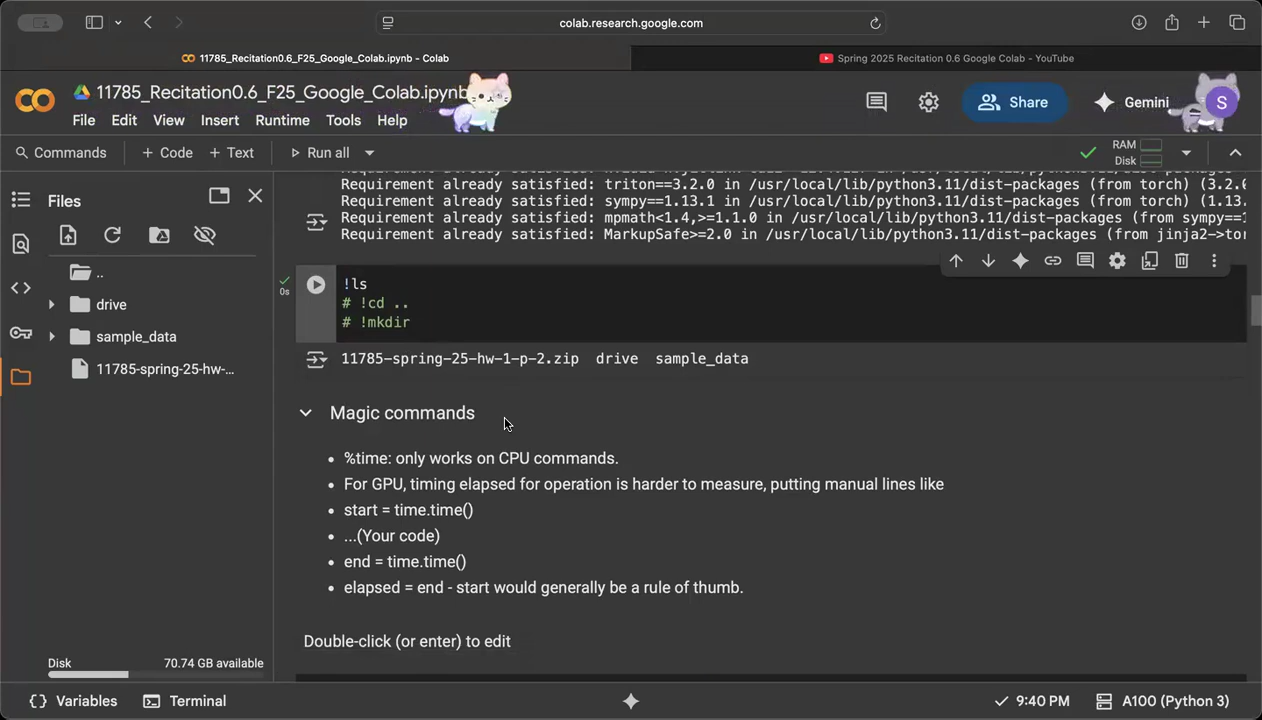 colab.research.google.com
11785_Recitation0.6_F25_Google_Colab.ipynb - Colab
Spring 2025 Recitation 0.6 Google Colab - YouTube
11785_Recitation0.6_F25_Google_Colab.ipynb
File Edit View Insert Runtime Tools Help
Share
Gemini
S
Commands + Code + Text Run all
RAM
Disk
Files
..
drive
sample_data
11785-spring-25-hw-...
Disk 70.74 GB available
Requirement already satisfied: triton==3.2.0 in /usr/local/lib/python3.11/dist-packages (from torch) (3.2.0
Requirement already satisfied: sympy==1.13.1 in /usr/local/lib/python3.11/dist-packages (from torch) (1.13.
Requirement already satisfied: mpmath<1.4,>=1.1.0 in /usr/local/lib/python3.11/dist-packages (from sympy==1
Requirement already satisfied: MarkupSafe>=2.0 in /usr/local/lib/python3.11/dist-packages (from jinja2->tor
0s
!ls
# !cd ..
# !mkdir
11785-spring-25-hw-1-p-2.zip drive sample_data
Magic commands
• %time: only works on CPU commands.
• For GPU, timing elapsed for operation is harder to measure, putting manual lines like
• start = time.time()
• ...(Your code)
• end = time.time()
• elapsed = end - start would generally be a rule of thumb.
Double-click (or enter) to edit
Variables Terminal
9:40 PM A100 (Python 3)